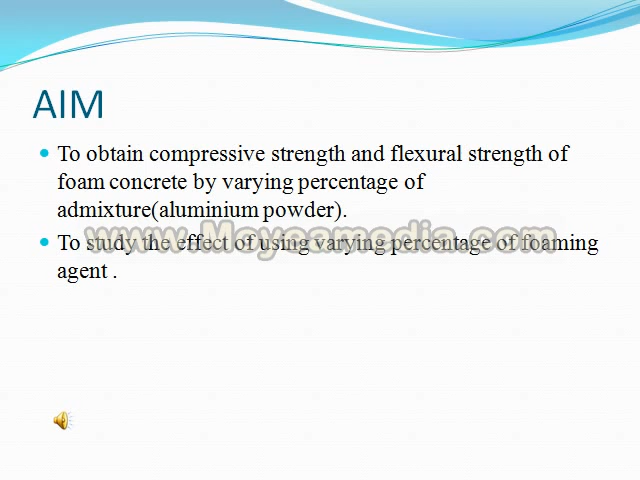 AIM
To obtain compressive strength and flexural strength of
foam concrete by varying percentage of
admixture(aluminium powder).
To study the effect of using varying percentage of foaming
agent .
www.Moyeamedia.com